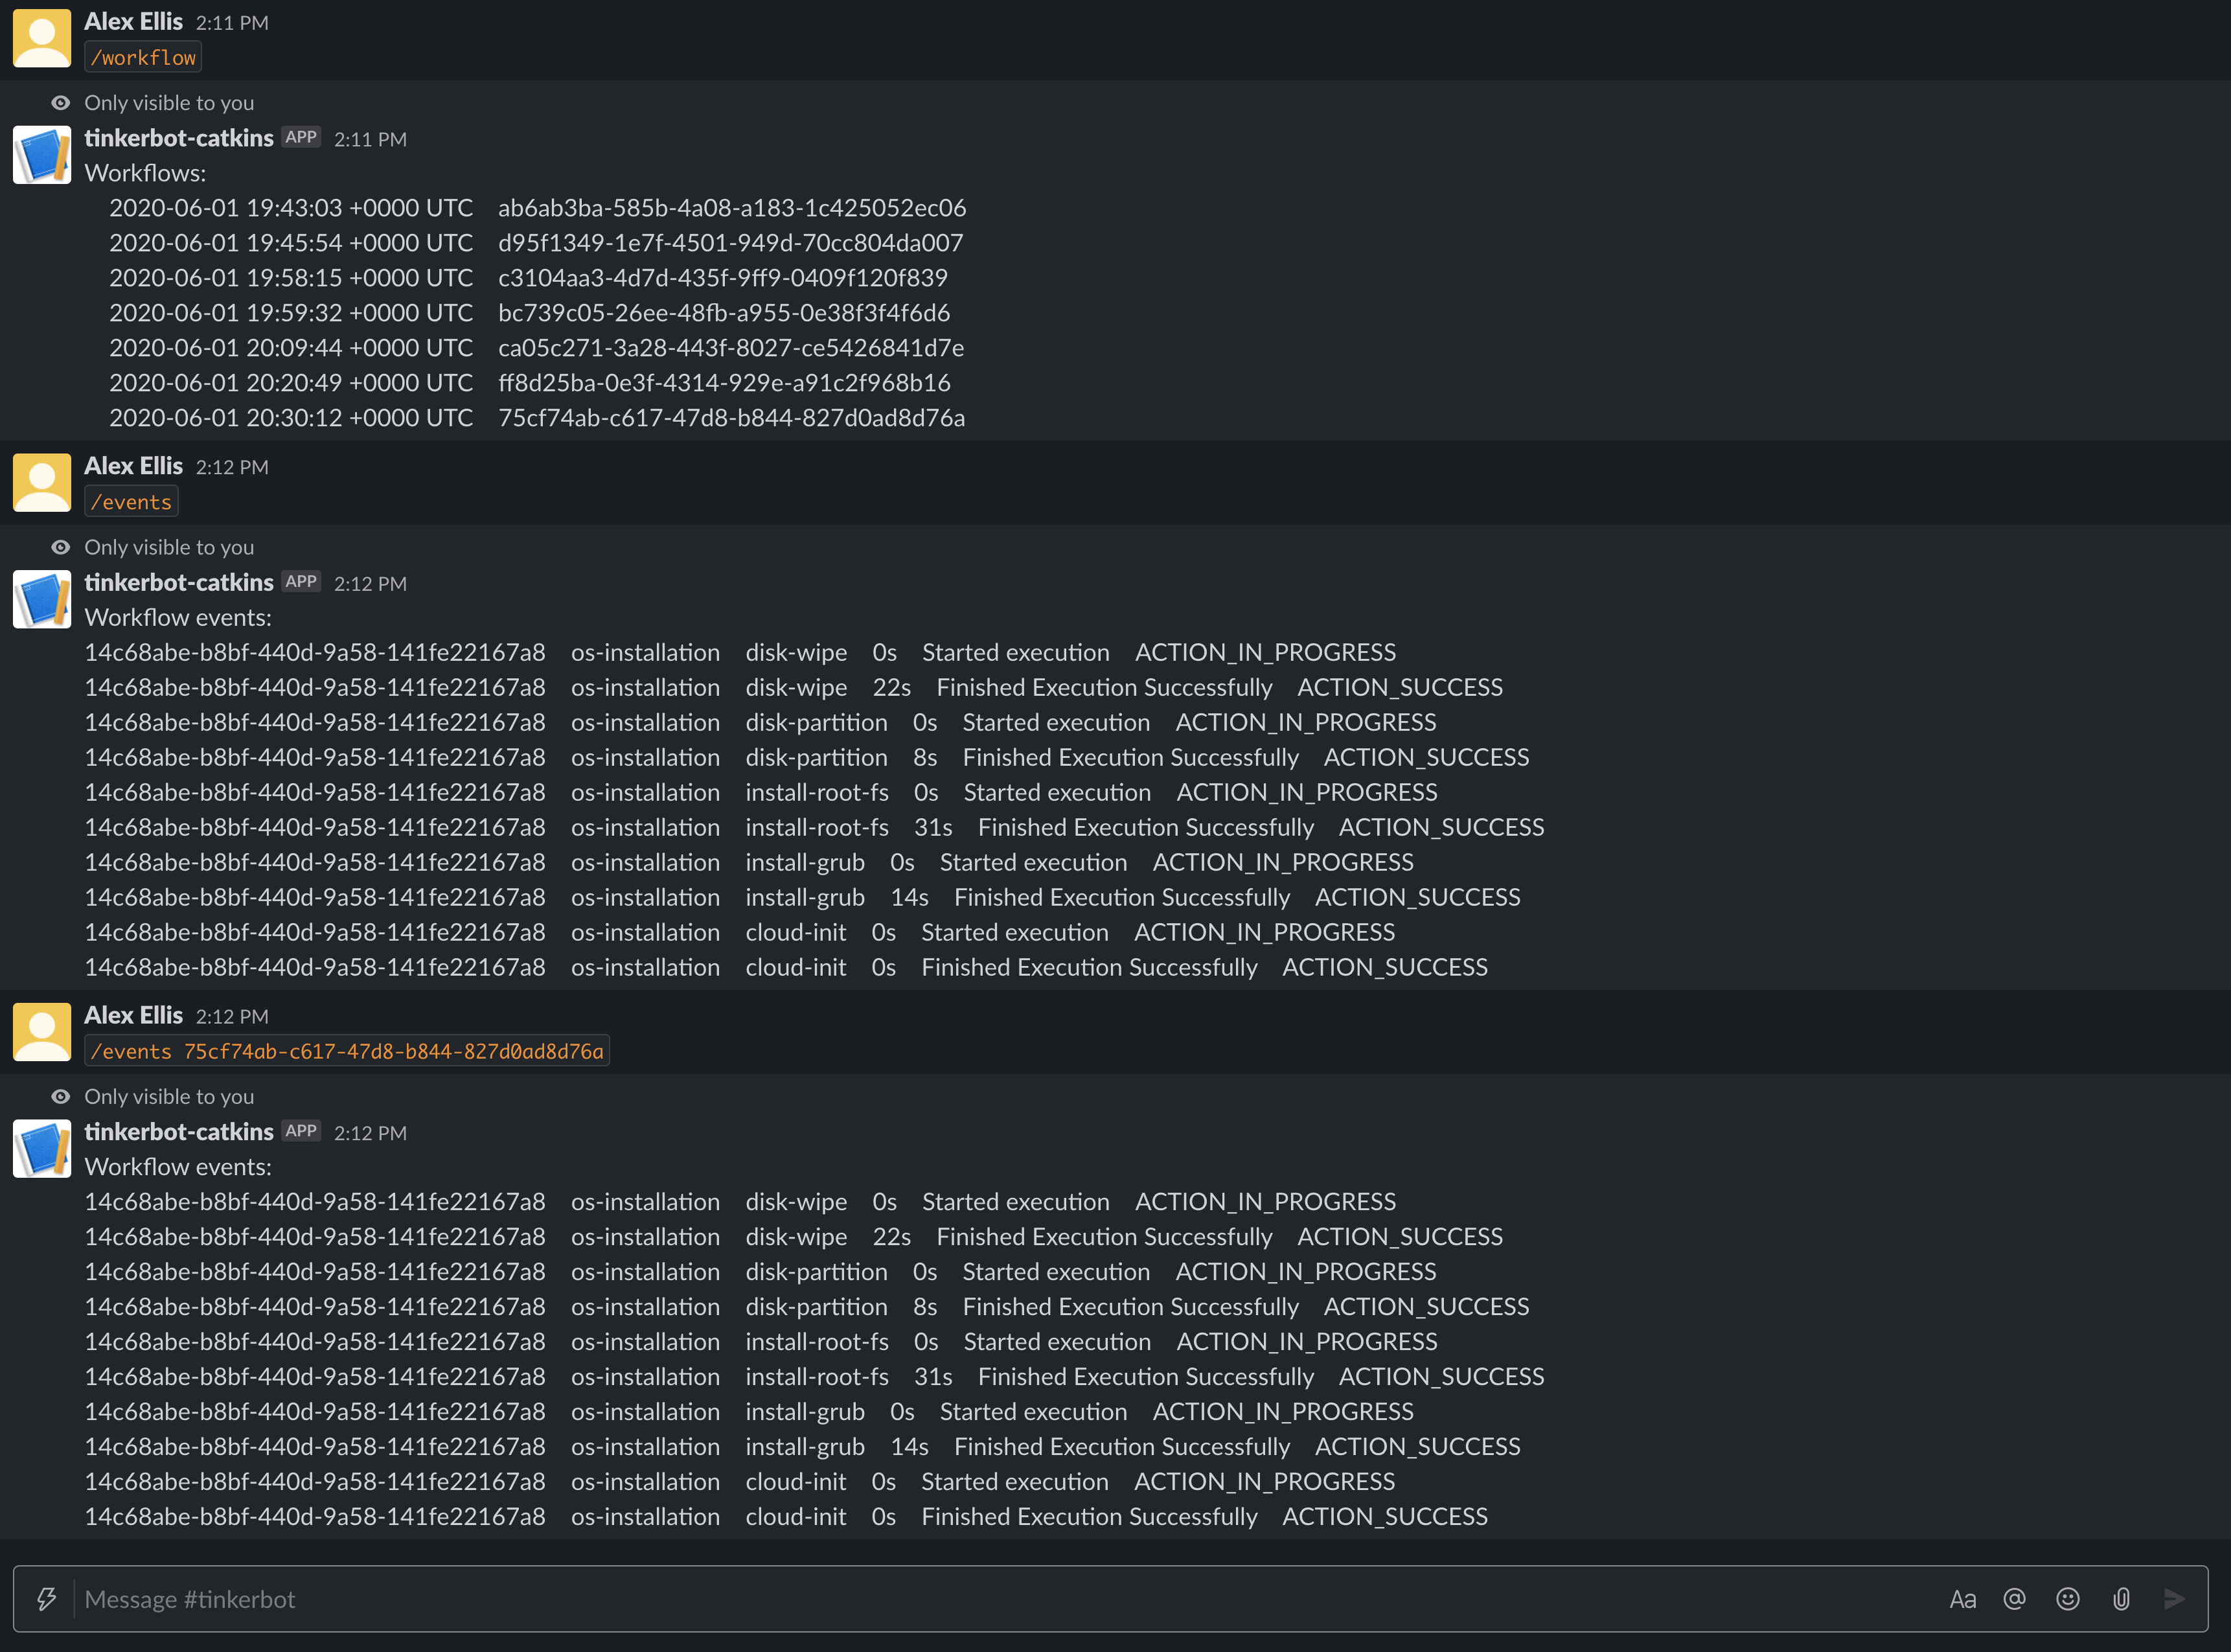 Alex Ellis 2:11 PM
/workflow
Only visible to you
tinkerbot-catkins APP 2:11 PM
Workflows:
2020-06-01 19:43:03 +0000 UTC ab6ab3ba-585b-4a08-a183-1c425052ec06
2020-06-01 19:45:54 +0000 UTC d95f1349-1e7f-4501-949d-70cc804da007
2020-06-01 19:58:15 +0000 UTC c3104aa3-4d7d-435f-9ff9-0409f120f839
2020-06-01 19:59:32 +0000 UTC bc739c05-26ee-48fb-a955-0e38f3f4f6d6
2020-06-01 20:09:44 +0000 UTC ca05c271-3a28-443f-8027-ce5426841d7e
2020-06-01 20:20:49 +0000 UTC ff8d25ba-0e3f-4314-929e-a91c2f968b16
2020-06-01 20:30:12 +0000 UTC 75cf74ab-c617-47d8-b844-827d0ad8d76a
Alex Ellis 2:12 PM
/events
Only visible to you
tinkerbot-catkins APP 2:12 PM
Workflow events:
14c68abe-b8bf-440d-9a58-141fe22167a8 os-installation disk-wipe 0s Started execution ACTION_IN_PROGRESS
14c68abe-b8bf-440d-9a58-141fe22167a8 os-installation disk-wipe 22s Finished Execution Successfully ACTION_SUCCESS
14c68abe-b8bf-440d-9a58-141fe22167a8 os-installation disk-partition 0s Started execution ACTION_IN_PROGRESS
14c68abe-b8bf-440d-9a58-141fe22167a8 os-installation disk-partition 8s Finished Execution Successfully ACTION_SUCCESS
14c68abe-b8bf-440d-9a58-141fe22167a8 os-installation install-root-fs 0s Started execution ACTION_IN_PROGRESS
14c68abe-b8bf-440d-9a58-141fe22167a8 os-installation install-root-fs 31s Finished Execution Successfully ACTION_SUCCESS
14c68abe-b8bf-440d-9a58-141fe22167a8 os-installation install-grub 0s Started execution ACTION_IN_PROGRESS
14c68abe-b8bf-440d-9a58-141fe22167a8 os-installation install-grub 14s Finished Execution Successfully ACTION_SUCCESS
14c68abe-b8bf-440d-9a58-141fe22167a8 os-installation cloud-init 0s Started execution ACTION_IN_PROGRESS
14c68abe-b8bf-440d-9a58-141fe22167a8 os-installation cloud-init 0s Finished Execution Successfully ACTION_SUCCESS
Alex Ellis 2:12 PM
/events 75cf74ab-c617-47d8-b844-827d0ad8d76a
Only visible to you
tinkerbot-catkins APP 2:12 PM
Workflow events:
14c68abe-b8bf-440d-9a58-141fe22167a8 os-installation disk-wipe 0s Started execution ACTION_IN_PROGRESS
14c68abe-b8bf-440d-9a58-141fe22167a8 os-installation disk-wipe 22s Finished Execution Successfully ACTION_SUCCESS
14c68abe-b8bf-440d-9a58-141fe22167a8 os-installation disk-partition 0s Started execution ACTION_IN_PROGRESS
14c68abe-b8bf-440d-9a58-141fe22167a8 os-installation disk-partition 8s Finished Execution Successfully ACTION_SUCCESS
14c68abe-b8bf-440d-9a58-141fe22167a8 os-installation install-root-fs 0s Started execution ACTION_IN_PROGRESS
14c68abe-b8bf-440d-9a58-141fe22167a8 os-installation install-root-fs 31s Finished Execution Successfully ACTION_SUCCESS
14c68abe-b8bf-440d-9a58-141fe22167a8 os-installation install-grub 0s Started execution ACTION_IN_PROGRESS
14c68abe-b8bf-440d-9a58-141fe22167a8 os-installation install-grub 14s Finished Execution Successfully ACTION_SUCCESS
14c68abe-b8bf-440d-9a58-141fe22167a8 os-installation cloud-init 0s Started execution ACTION_IN_PROGRESS
14c68abe-b8bf-440d-9a58-141fe22167a8 os-installation cloud-init 0s Finished Execution Successfully ACTION_SUCCESS
Message #tinkerbot Aa @